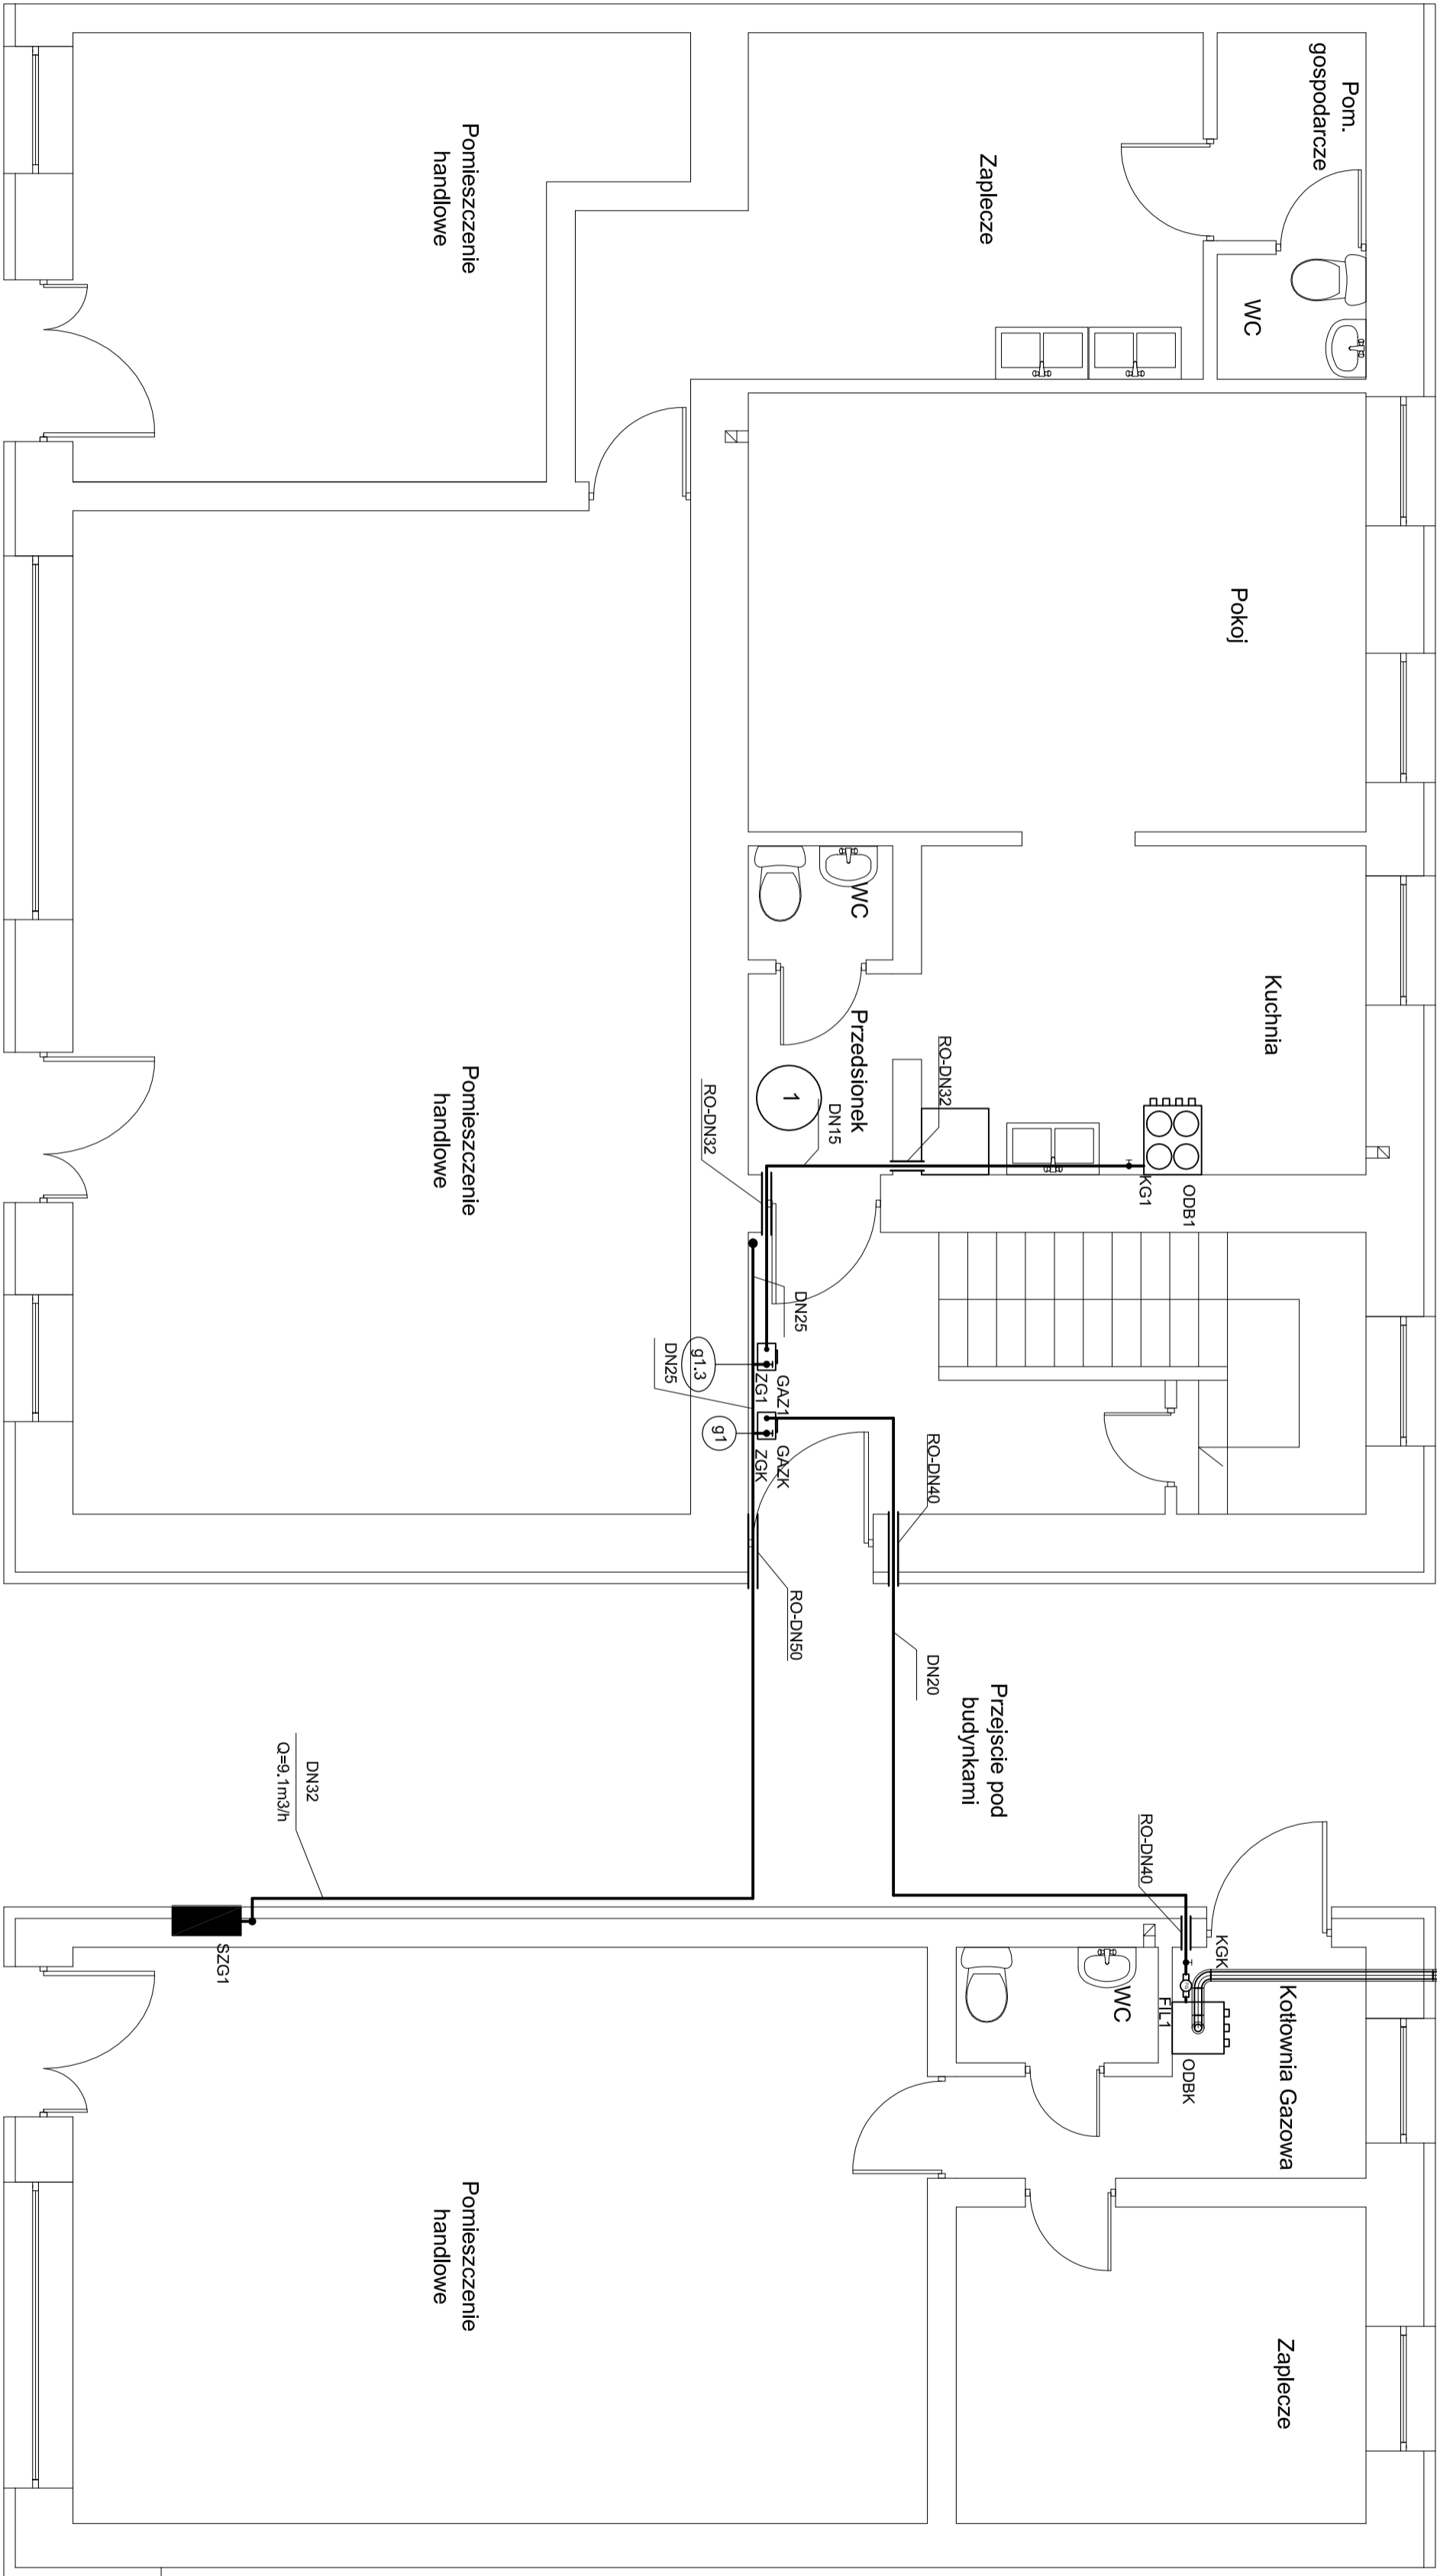 Pom.
gospodarcze
WC
Zaplecze
Pomieszczenie
handlowe
Pokoj
Kuchnia
WC
Przedsionek
1
DN15
RO-DN32
RO-DN32
KG1
ODB1
Pomieszczenie
handlowe
DN25
DN25
g1.3
ZG1
GAZ1
g1
ZGK
GAZK
RO-DN40
RO-DN50
DN20
Przejscie pod
budynkami
DN32
Q=9.1m3/h
RO-DN40
KGK
SZG1
FIL1
WC
ODBK
Kotłownia Gazowa
Pomieszczenie
handlowe
Zaplecze